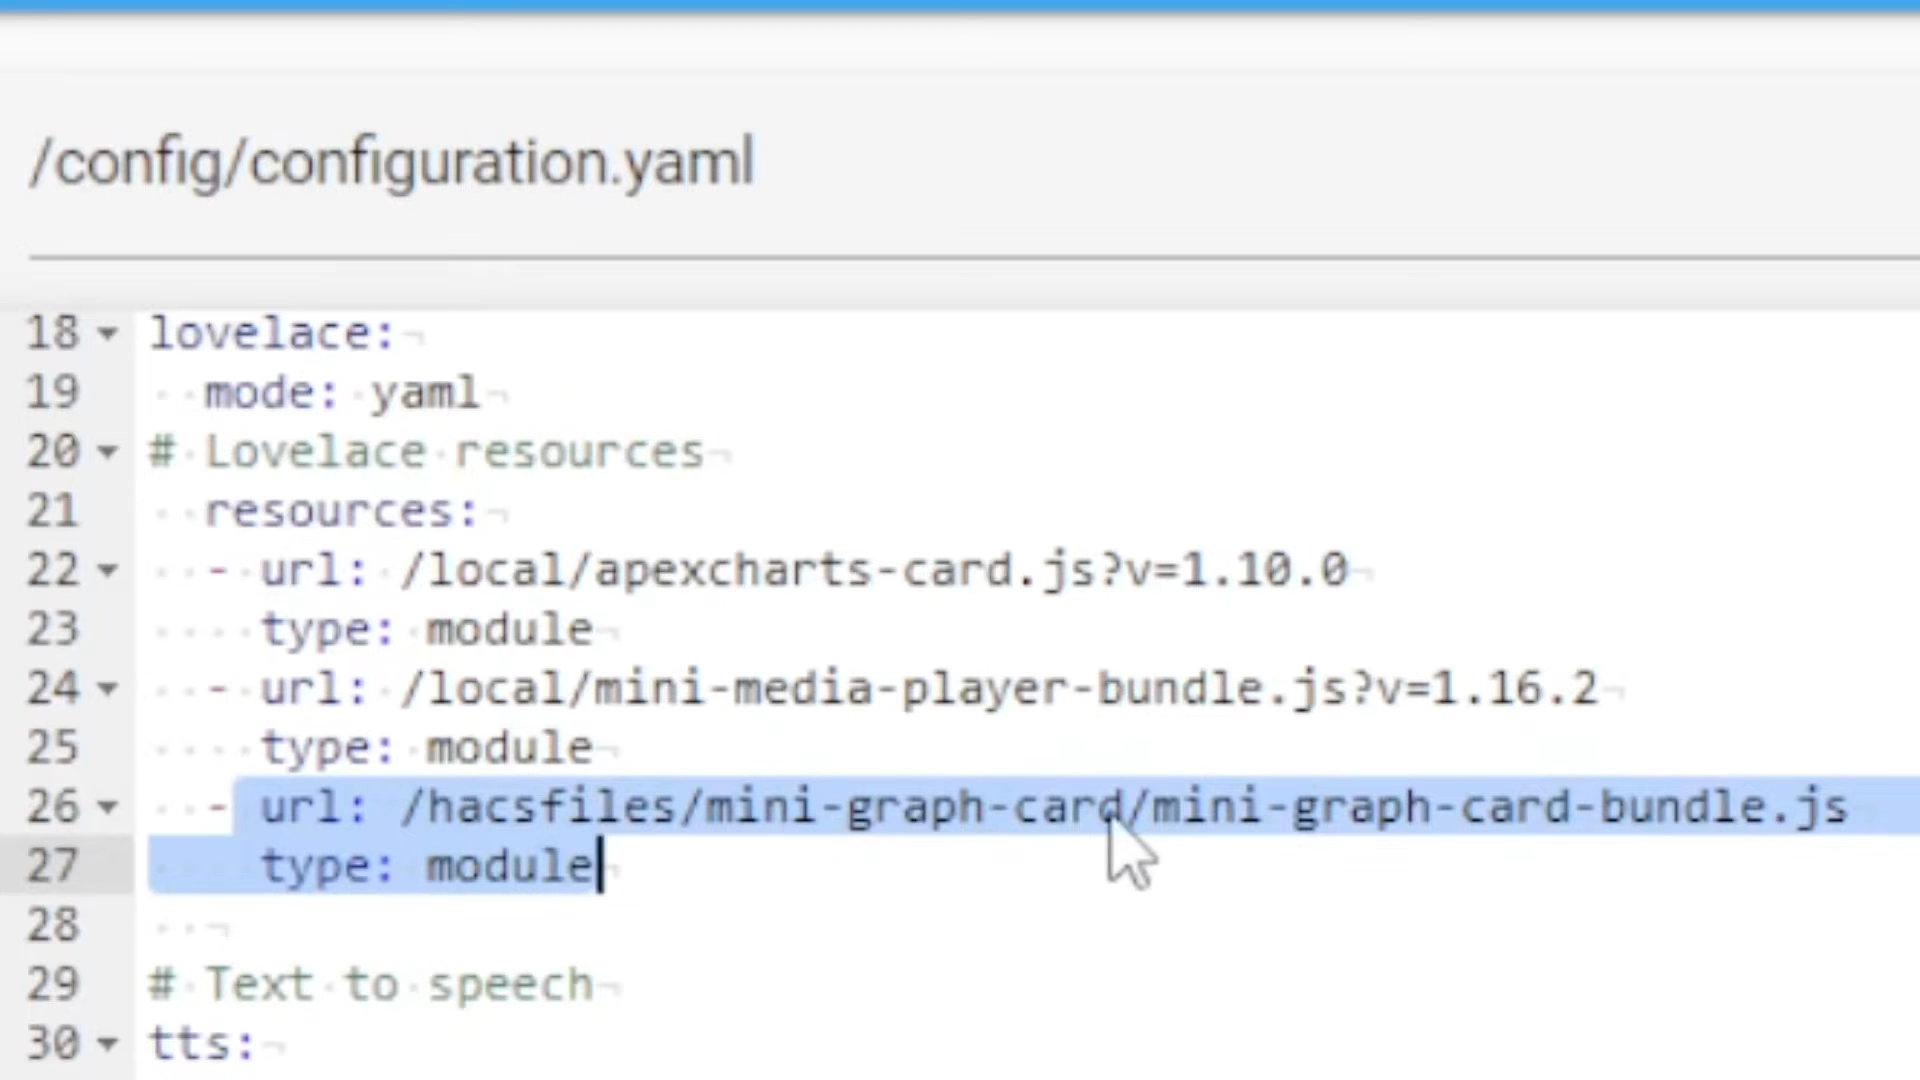 /config/configuration.yaml
18 lovelace:
19 mode: yaml
20 # Lovelace resources
21 resources:
22 - url: /local/apexcharts-card.js?v=1.10.0
23 type: module
24 - url: /local/mini-media-player-bundle.js?v=1.16.2
25 type: module
26 - url: /hacsfiles/mini-graph-card/mini-graph-card-bundle.js
27 type: module
28
29 # Text to speech
30 tts: